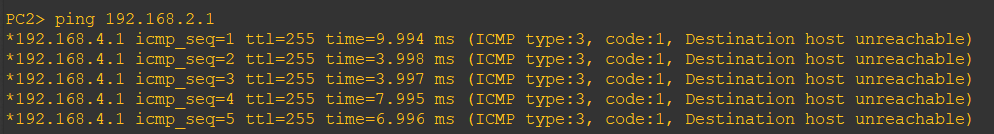 PC2> ping 192.168.2.1
*192.168.4.1 icmp_seq=1 ttl=255 time=9.994 ms (ICMP type:3, code:1, Destination host unreachable)
*192.168.4.1 icmp_seq=2 ttl=255 time=3.998 ms (ICMP type:3, code:1, Destination host unreachable)
*192.168.4.1 icmp_seq=3 ttl=255 time=3.997 ms (ICMP type:3, code:1, Destination host unreachable)
*192.168.4.1 icmp_seq=4 ttl=255 time=7.995 ms (ICMP type:3, code:1, Destination host unreachable)
*192.168.4.1 icmp_seq=5 ttl=255 time=6.996 ms (ICMP type:3, code:1, Destination host unreachable)